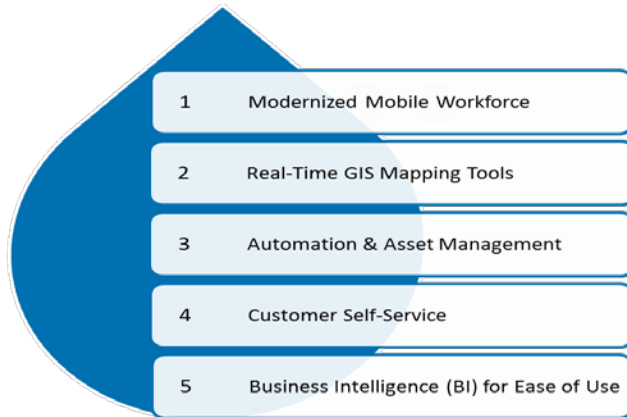 1 Modernized Mobile Workforce
2 Real-Time GIS Mapping Tools
3 Automation & Asset Management
4 Customer Self-Service
5 Business Intelligence (BI) for Ease of Use